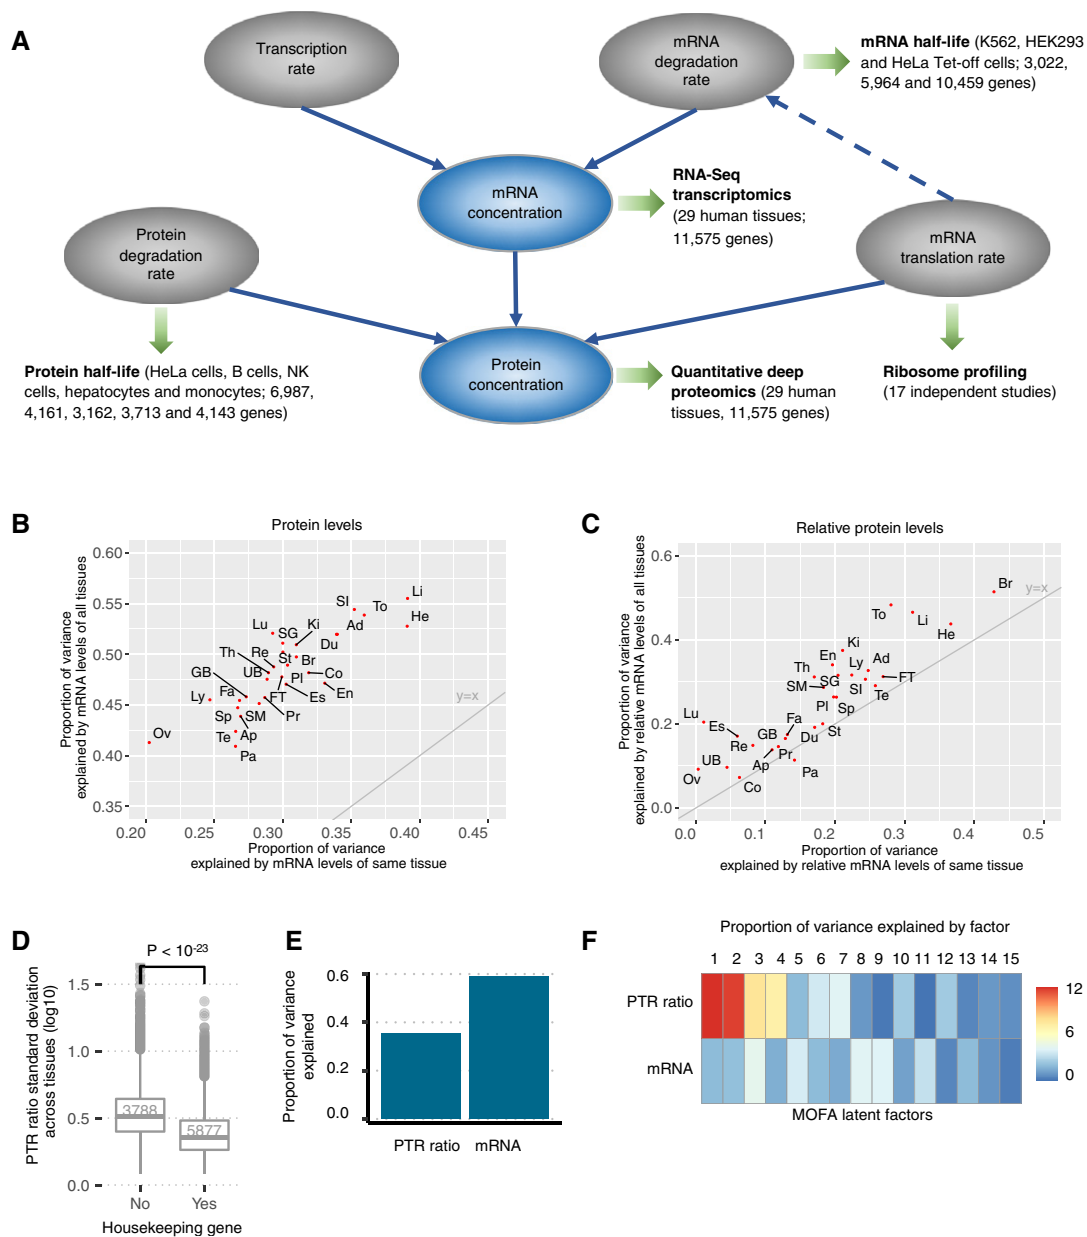 A
Transcription
rate
mRNA
degradation
rate
mRNA half-life (K562, HEK293
and HeLa Tet-off cells; 3,022,
5,964 and 10,459 genes)
mRNA
concentration
RNA-Seq
transcriptomics
(29 human tissues;
11,575 genes)
Protein
degradation
rate
mRNA
translation rate
Protein half-life (HeLa cells, B cells, NK
cells, hepatocytes and monocytes; 6,987,
4,161, 3,162, 3,713 and 4,143 genes)
Protein
concentration
Quantitative deep
proteomics (29 human
tissues, 11,575 genes)
Ribosome profiling
(17 independent studies)
B
Protein levels
Proportion of variance
explained by mRNA levels of all tissues
0.60
0.55
0.50
0.45
0.40
0.35
Li
SI
To
He
Ad
Lu
SG
Ki
Du
Th
Re
St
Br
GB
UB
Pl
Co
Ly
Fa
FT
Es
En
Sp
SM
Pr
Ov
Te
Ap
Pa
y=x
0.20
0.25
0.30
0.35
0.40
0.45
Proportion of variance
explained by mRNA levels of same tissue
C
Relative protein levels
Proportion of variance
explained by relative mRNA levels of all tissues
0.6
0.4
0.2
0.0
Br
y=x
To
Li
He
Ki
En
Ly
Ad
Th
FT
SM
SG
SI
Te
Pl
Sp
Lu
Es
Fa
GB
Du
St
Re
Pr
UB
Ap
Pa
Ov
Co
0.0
0.1
0.2
0.3
0.4
0.5
Proportion of variance
explained by relative mRNA levels of same tissue
D
P < 10-23
PTR ratio standard deviation
across tissues (log10)
1.5
1.0
0.5
0.0
3788
5877
No
Yes
Housekeeping gene
E
Proportion of variance
explained
0.6
0.4
0.2
0.0
PTR ratio
mRNA
F
Proportion of variance explained by factor
1 2 3 4 5 6 7 8 9 10 11 12 13 14 15
PTR ratio
mRNA
MOFA latent factors
12
6
0